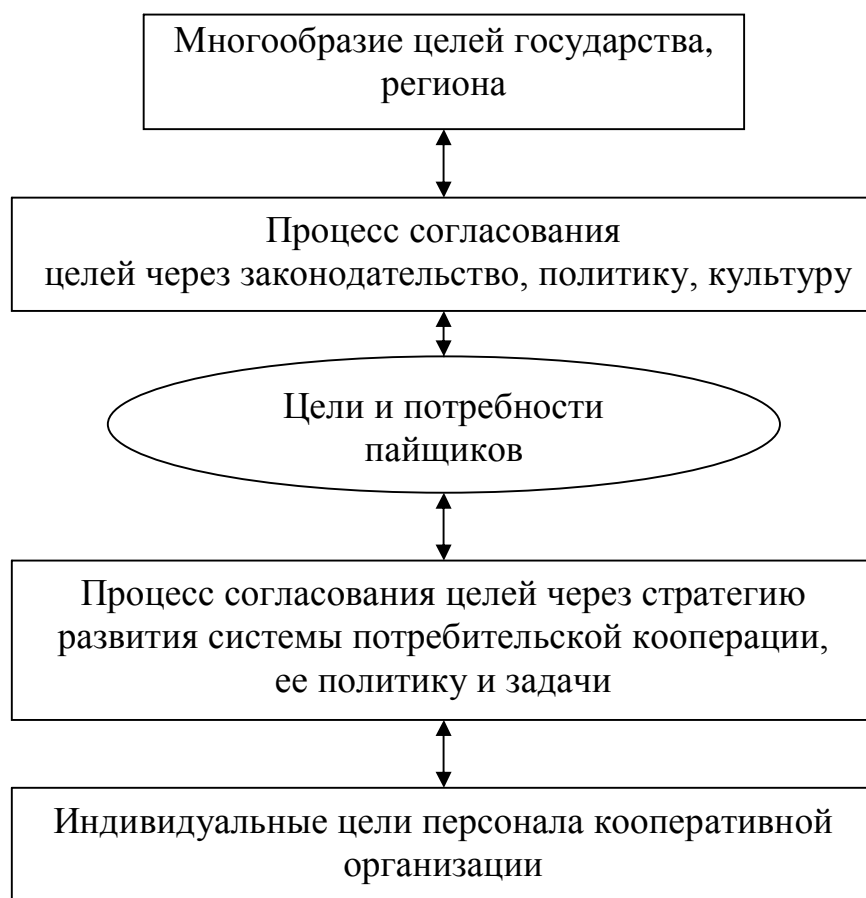 Многообразие целей государства,
региона
Процесс согласования
целей через законодательство, политику, культуру
Цели и потребности
пайщиков
Процесс согласования целей через стратегию
развития системы потребительской кооперации,
ее политику и задачи
Индивидуальные цели персонала кооперативной
организации